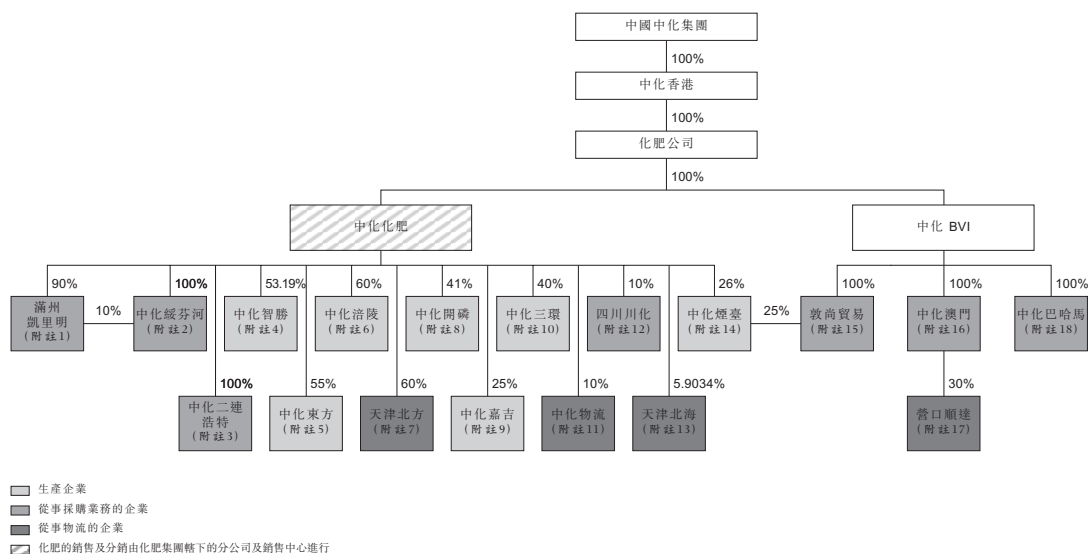 中國中化集團
100%
中化香港
100%
化肥公司
100%
中化化肥
中化 BVI
90%
100%
53.19%
60%
41%
40%
10%
26%
100%
100%
100%
滿州
凱里明
(附註1)
10%
中化綏芬河
(附註2)
中化智勝
(附註4)
中化涪陵
(附註6)
中化開磷
(附註8)
中化三環
(附註10)
四川川化
(附註12)
中化煙臺
(附註14)
25%
敦尚貿易
(附註15)
中化澳門
(附註16)
中化巴哈馬
(附註18)
100%
55%
60%
25%
10%
5.9034%
30%
中化二連
浩特
(附註3)
中化東方
(附註5)
天津北方
(附註7)
中化嘉吉
(附註9)
中化物流
(附註11)
天津北海
(附註13)
營口順達
(附註17)
生產企業
從事採購業務的企業
從事物流的企業
化肥的銷售及分銷由化肥集團轄下的分公司及銷售中心進行